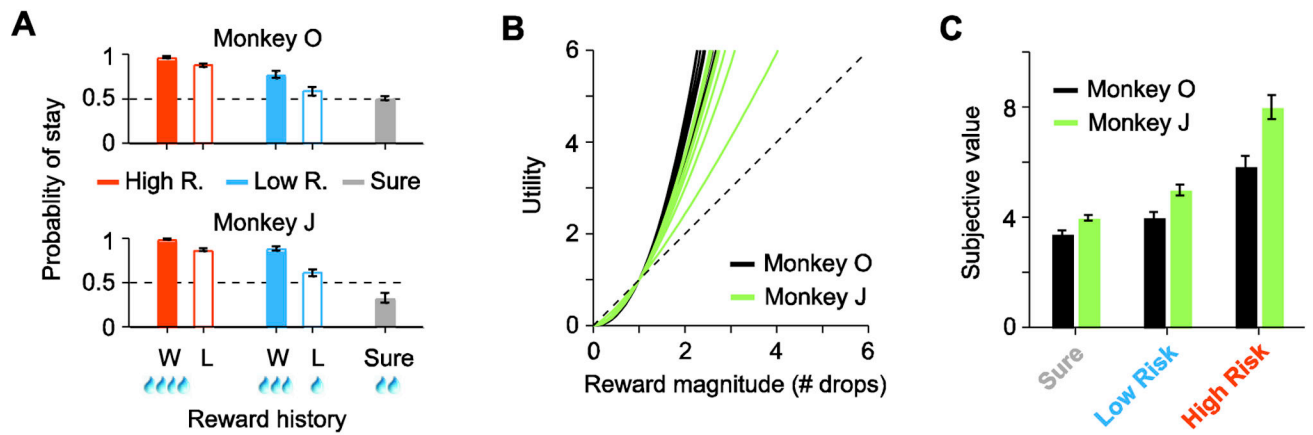 A
Monkey O
1
0.5
0
High R. Low R. Sure
Monkey J
1
0.5
0
W L W L Sure
Reward history
Probablity of stay
B
6
4
2
0
0 2 4 6
Utility
Monkey O
Monkey J
Reward magnitude (# drops)
C
8
4
0
Subjective value
Monkey O
Monkey J
Sure
Low Risk
High Risk